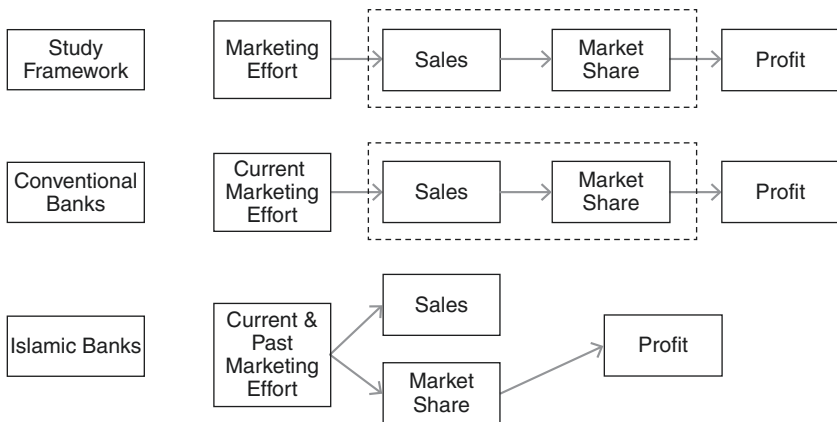 Study
Framework
Marketing
Effort
Sales
Market
Share
Profit
Conventional
Banks
Current
Marketing
Effort
Sales
Market
Share
Profit
Islamic Banks
Current &
Past
Marketing
Effort
Sales
Market
Share
Profit